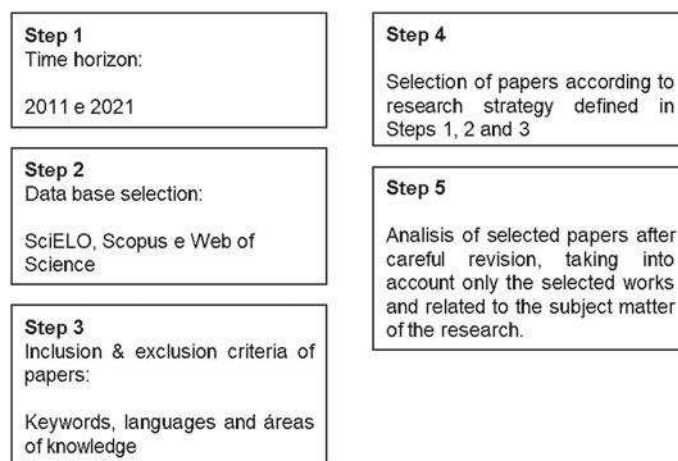 Step 1
Time horizon:
2011 e 2021
Step 2
Data base selection:
SciELO, Scopus e Web of
Science
Step 3
Inclusion & exclusion criteria of
papers:
Keywords, languages and áreas
of knowledge
Step 4
Selection of papers according to
research strategy defined in
Steps 1, 2 and 3
Step 5
Analisis of selected papers after
careful revision, taking into
account only the selected works
and related to the subject matter
of the research.